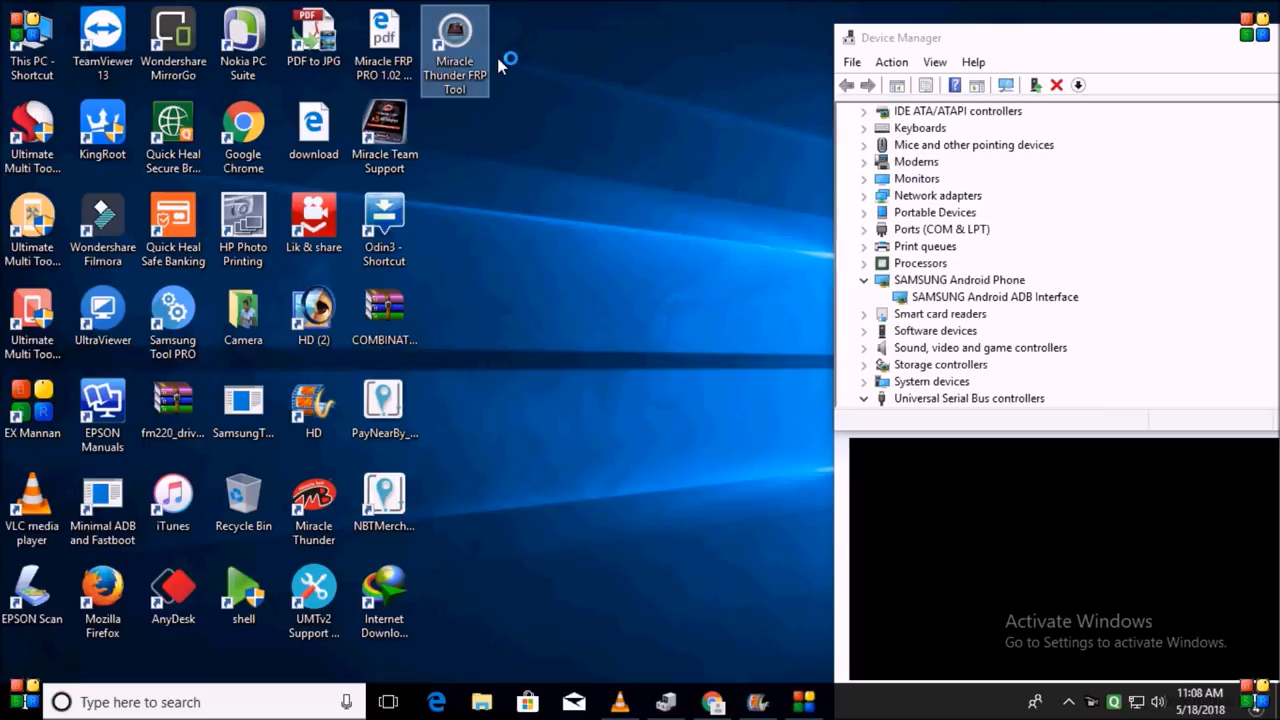 This PC -
Shortcut
TeamViewer
13
Wondershare
MirrorGo
Nokia PC
Suite
PDF to JPG
Miracle FRP
PRO 1.02 ...
Miracle
Thunder FRP
Tool
Ultimate
Multi Too...
KingRoot
Quick Heal
Secure Br...
Google
Chrome
download
Miracle Team
Support
Ultimate
Multi Too...
Wondershare
Filmora
Quick Heal
Safe Banking
HP Photo
Printing
Lik & share
Odin3 -
Shortcut
Ultimate
Multi Too...
UltraViewer
Samsung
Tool PRO
Camera
HD (2)
COMBINAT...
EX Mannan
EPSON
Manuals
fm220_driv...
SamsungT...
HD
PayNearBy_...
VLC media
player
Minimal ADB
and Fastboot
iTunes
Recycle Bin
Miracle
Thunder
NBTMerch...
EPSON Scan
Mozilla
Firefox
AnyDesk
shell
UMTv2
Support ...
Internet
Downlo...
Device Manager
File Action View Help
IDE ATA/ATAPI controllers
Keyboards
Mice and other pointing devices
Modems
Monitors
Network adapters
Portable Devices
Ports (COM & LPT)
Print queues
Processors
SAMSUNG Android Phone
SAMSUNG Android ADB Interface
Smart card readers
Software devices
Sound, video and game controllers
Storage controllers
System devices
Universal Serial Bus controllers
Activate Windows
Go to Settings to activate Windows.
Type here to search
11:08 AM
5/18/2018